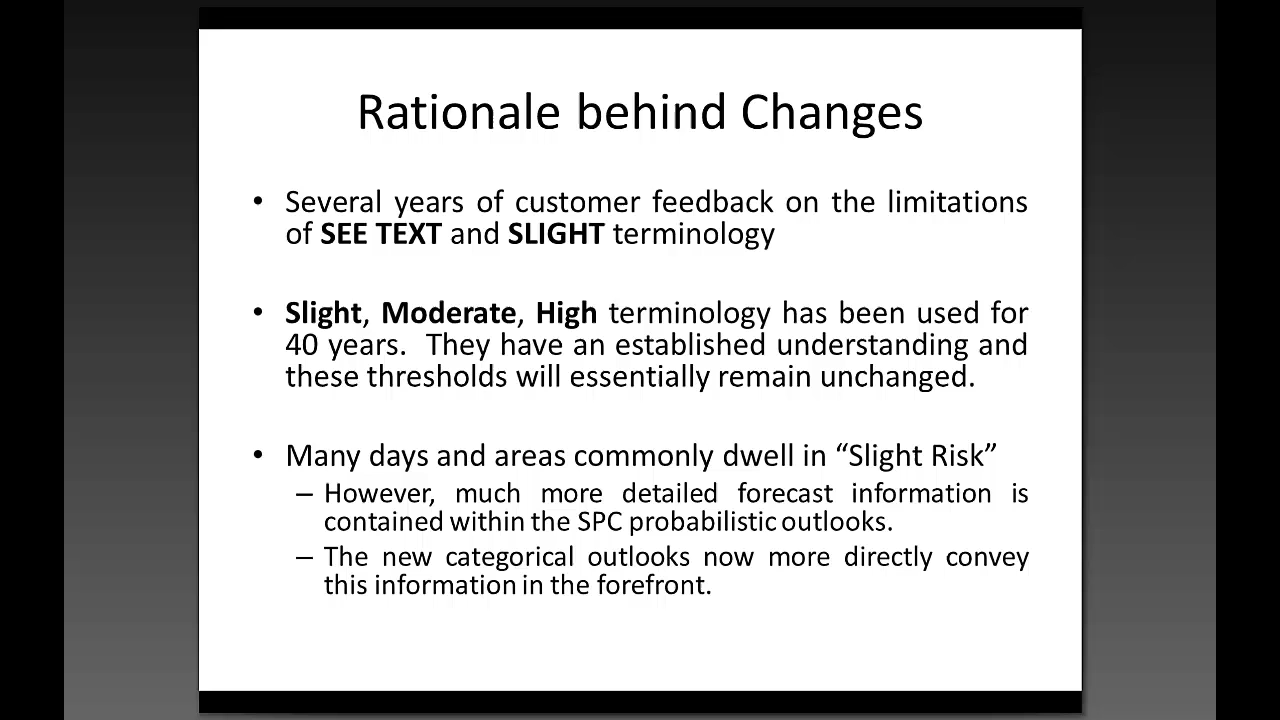 Rationale behind Changes
• Several years of customer feedback on the limitations
of SEE TEXT and SLIGHT terminology
• Slight, Moderate, High terminology has been used for
40 years.  They have an established understanding and
these thresholds will essentially remain unchanged.
• Many days and areas commonly dwell in “Slight Risk”
– However, much more detailed forecast information is
contained within the SPC probabilistic outlooks.
– The new categorical outlooks now more directly convey
this information in the forefront.